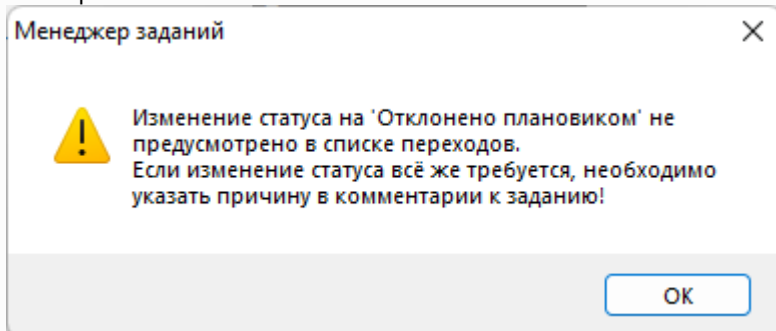 Менеджер заданий
Изменение статуса на 'Отклонено плановиком' не
предусмотрено в списке переходов.
Если изменение статуса всё же требуется, необходимо
указать причину в комментарии к заданию!
OK